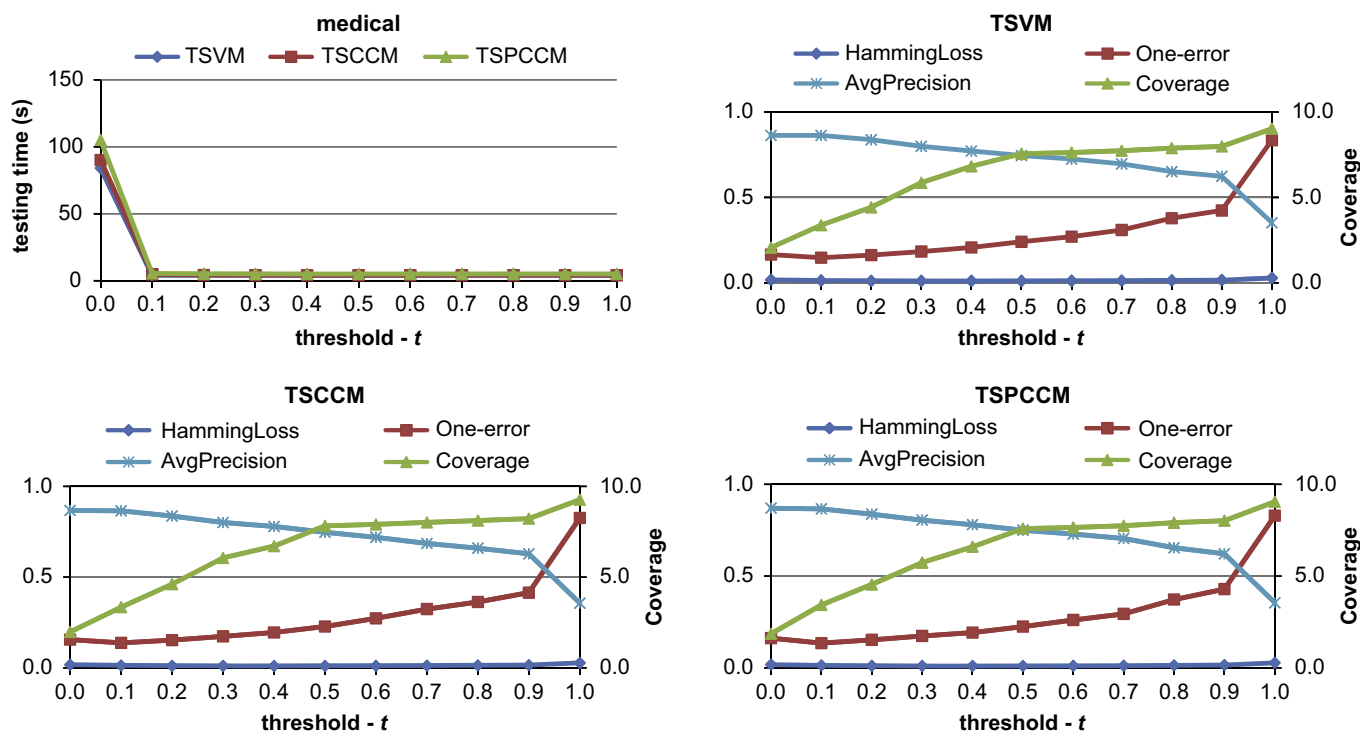 medical
TSVM TSCCM TSPCCM
testing time (s)
150
100
50
0
0.0 0.1 0.2 0.3 0.4 0.5 0.6 0.7 0.8 0.9 1.0
threshold - t
TSVM
HammingLoss One-error
AvgPrecision Coverage
1.0 10.0
0.5 5.0
0.0 0.0
Coverage
0.0 0.1 0.2 0.3 0.4 0.5 0.6 0.7 0.8 0.9 1.0
threshold - t
TSCCM
HammingLoss One-error
AvgPrecision Coverage
1.0 10.0
0.5 5.0
0.0 0.0
Coverage
0.0 0.1 0.2 0.3 0.4 0.5 0.6 0.7 0.8 0.9 1.0
threshold - t
TSPCCM
HammingLoss One-error
AvgPrecision Coverage
1.0 10.0
0.5 5.0
0.0 0.0
Coverage
0.0 0.1 0.2 0.3 0.4 0.5 0.6 0.7 0.8 0.9 1.0
threshold - t